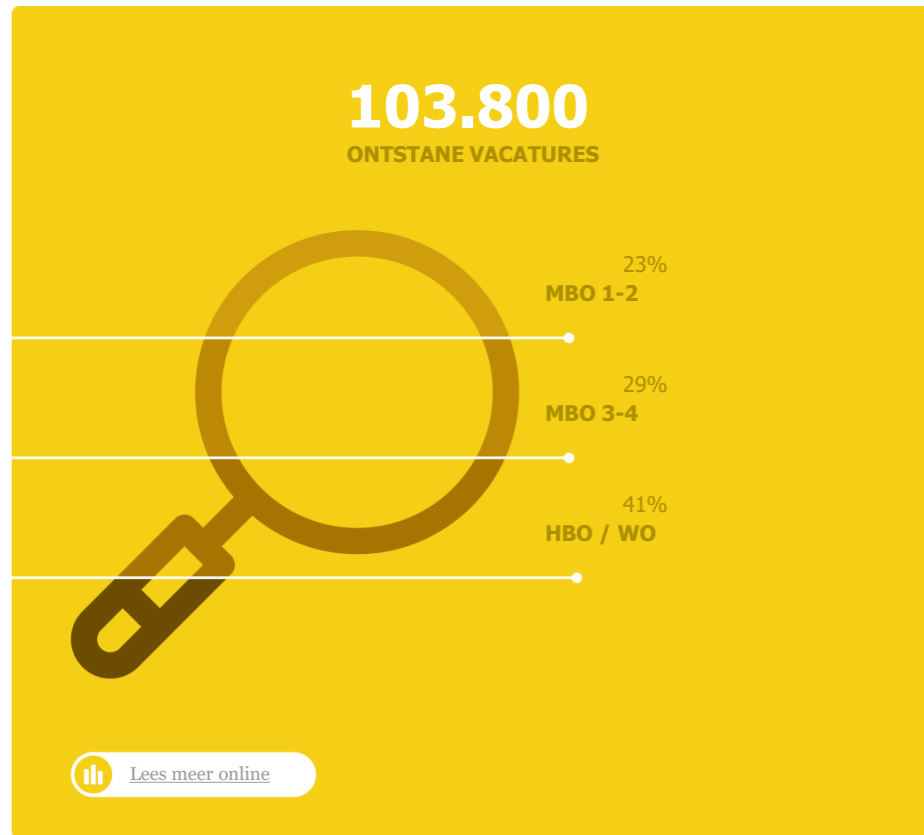 103.800
ONTSTANE VACATURES
23%
MBO 1-2
29%
MBO 3-4
41%
HBO / WO
Lees meer online